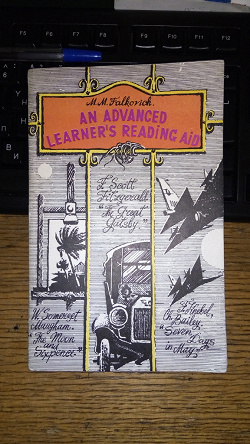 M.M. Falkovich.
AN ADVANCED
LEARNER'S READING AID
F. Scott
Fitzgerald
"The Great
Gatsby"
W. Somerset
Maugham.
"The Moon
and
Sixpence"
F. Knebel,
Ch. Bailey.
"Seven
Days
in May"